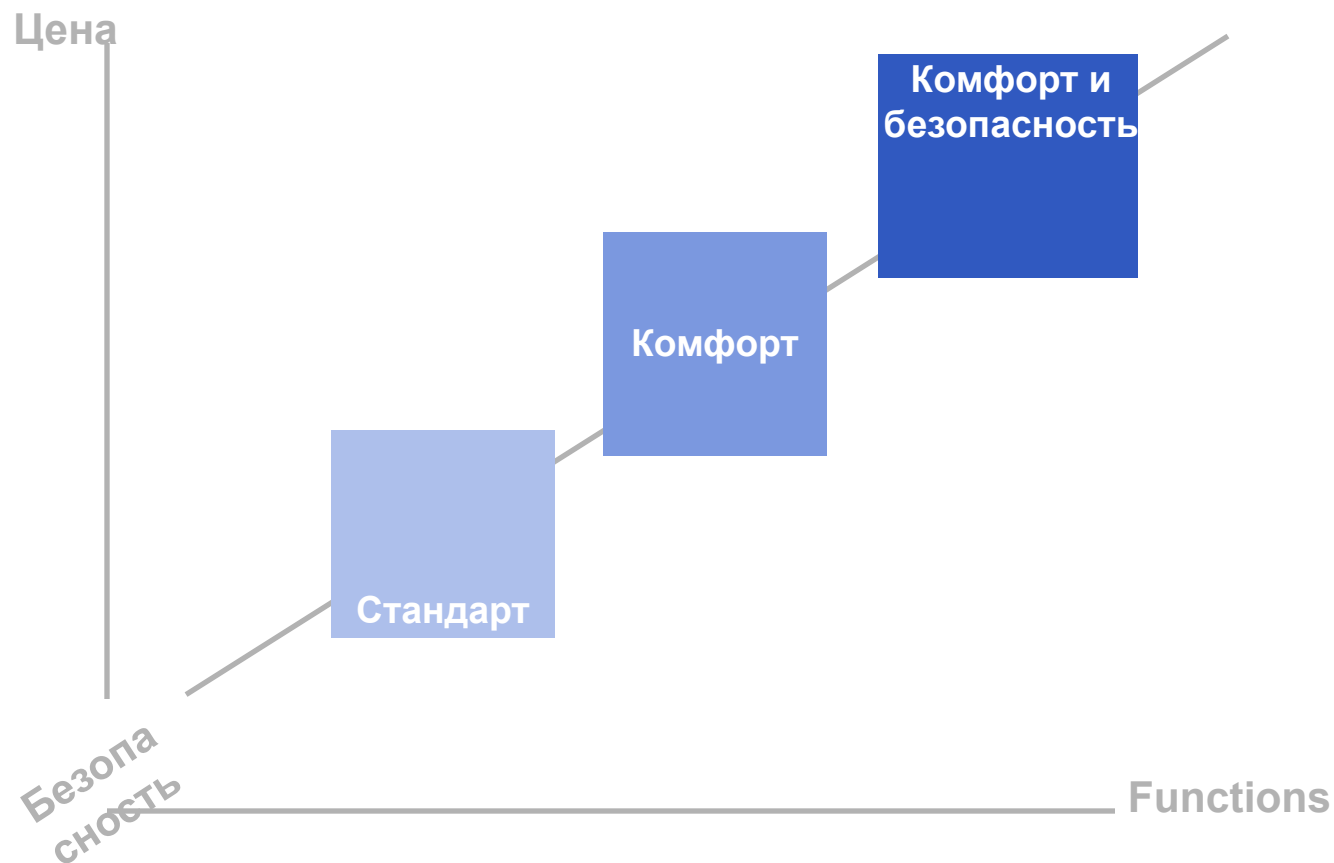 Цена
Комфорт и
безопасность
Комфорт
Стандарт
Безопа
сность
Functions